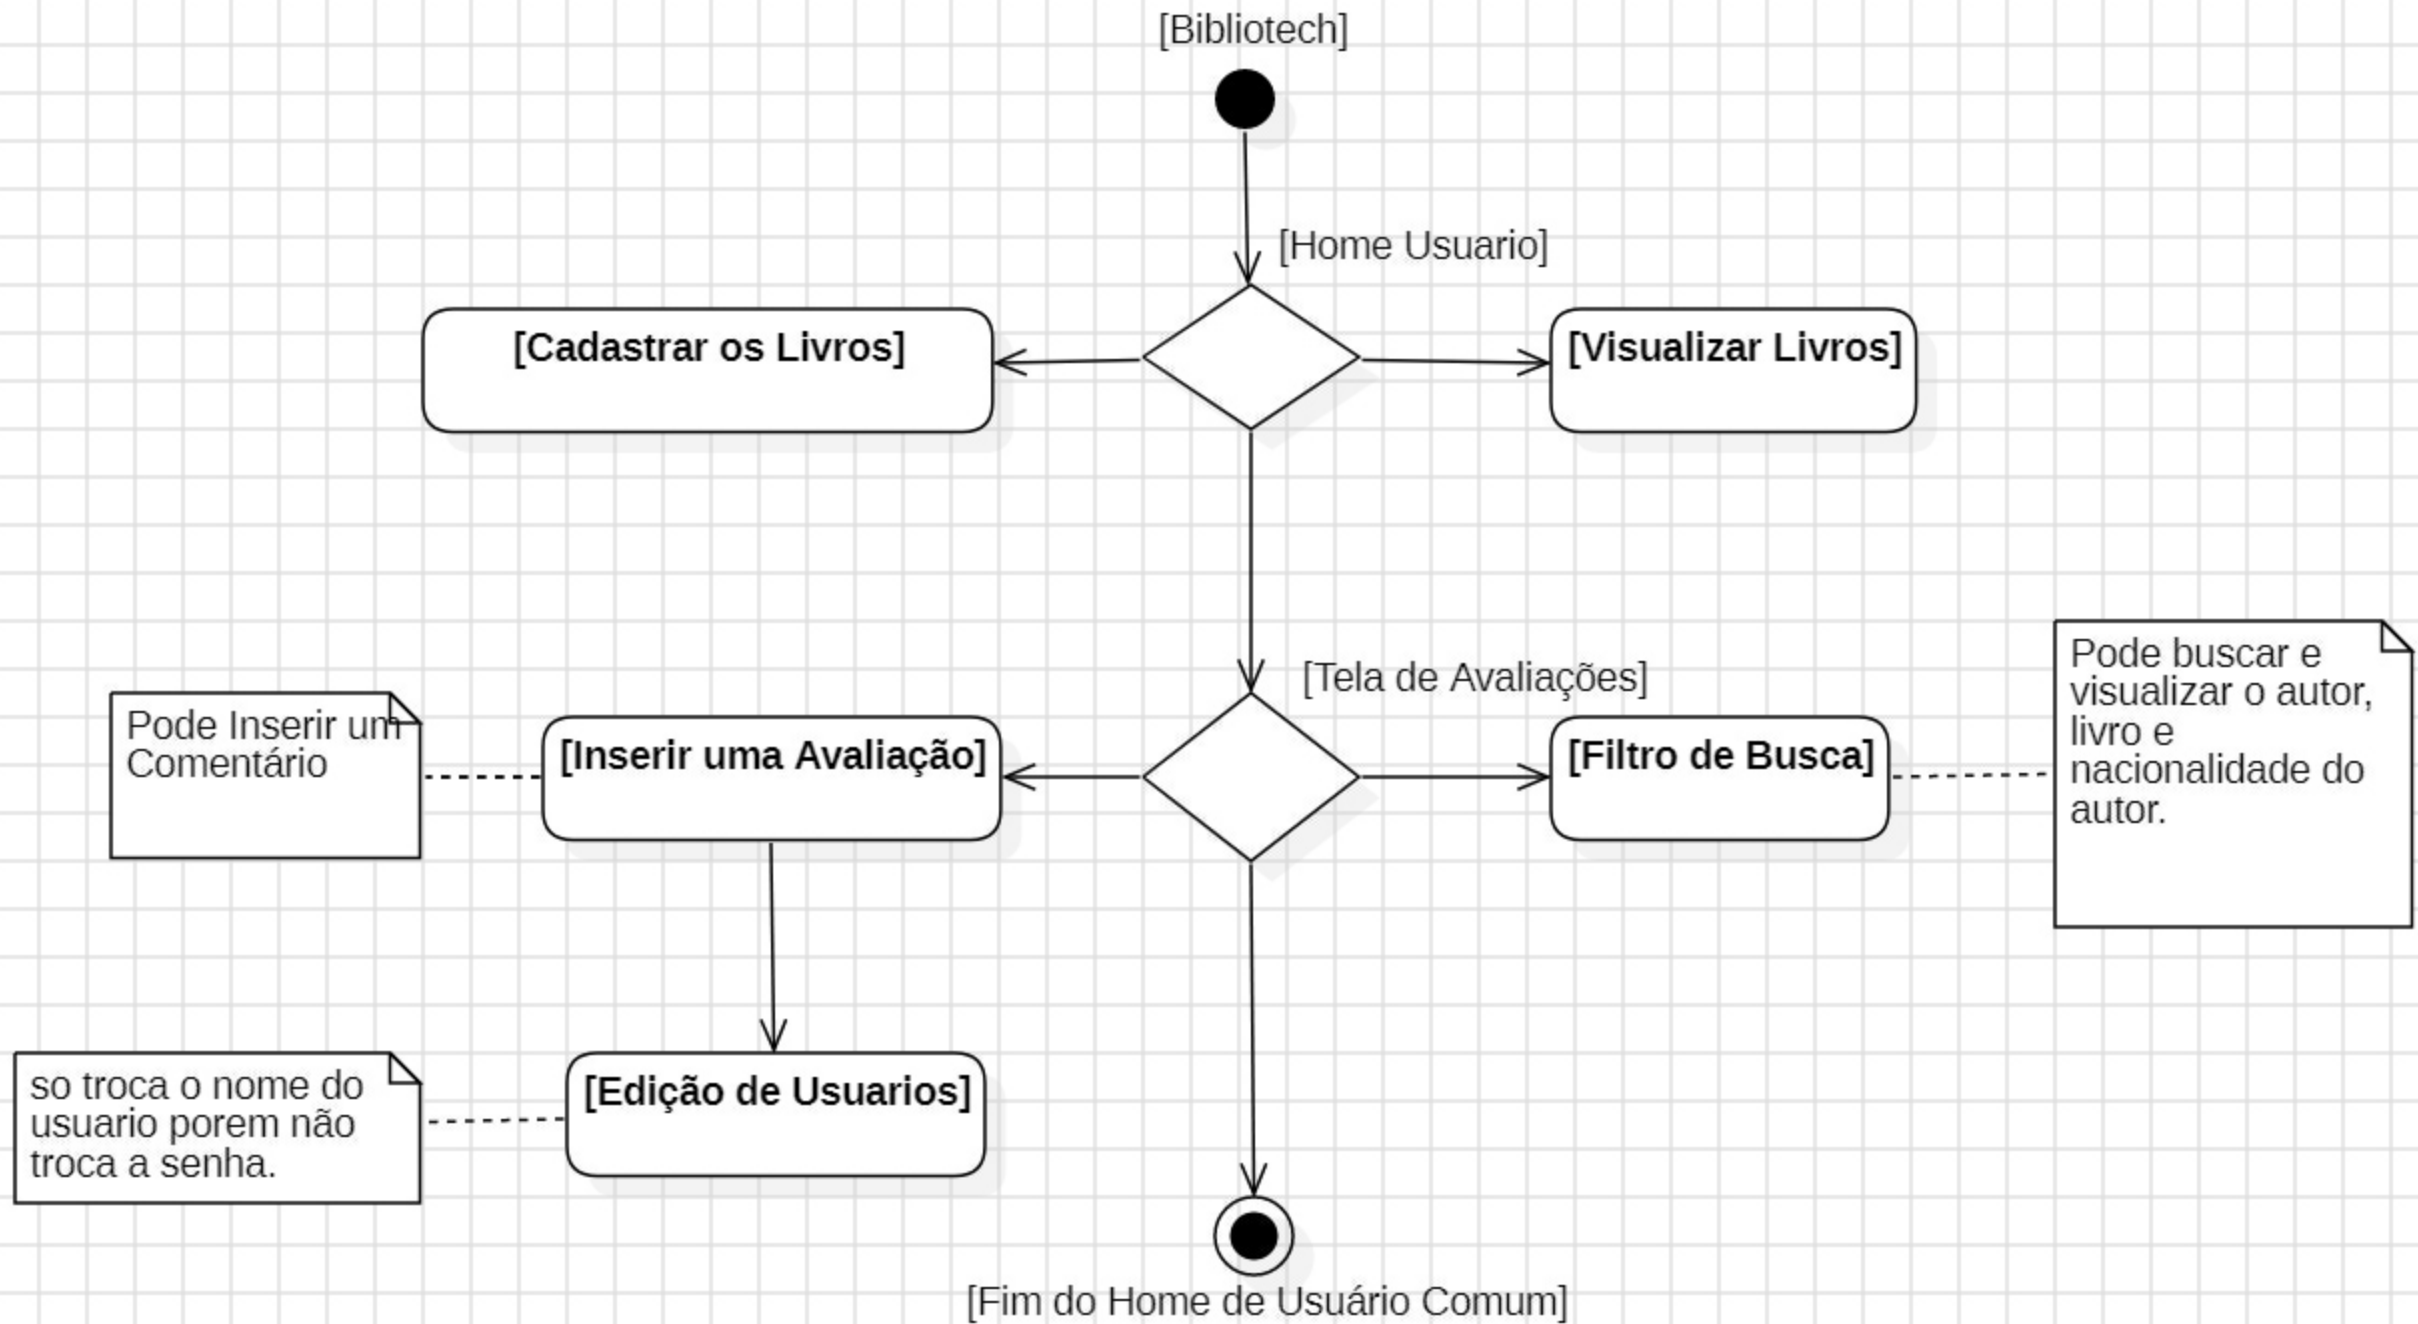 [Bibliotech]
[Home Usuario]
[Cadastrar os Livros]
[Visualizar Livros]
[Tela de Avaliações]
Pode Inserir um
Comentário
[Inserir uma Avaliação]
[Filtro de Busca]
Pode buscar e
visualizar o autor,
livro e
nacionalidade do
autor.
so troca o nome do
usuario porem não
troca a senha.
[Edição de Usuarios]
[Fim do Home de Usuário Comum]